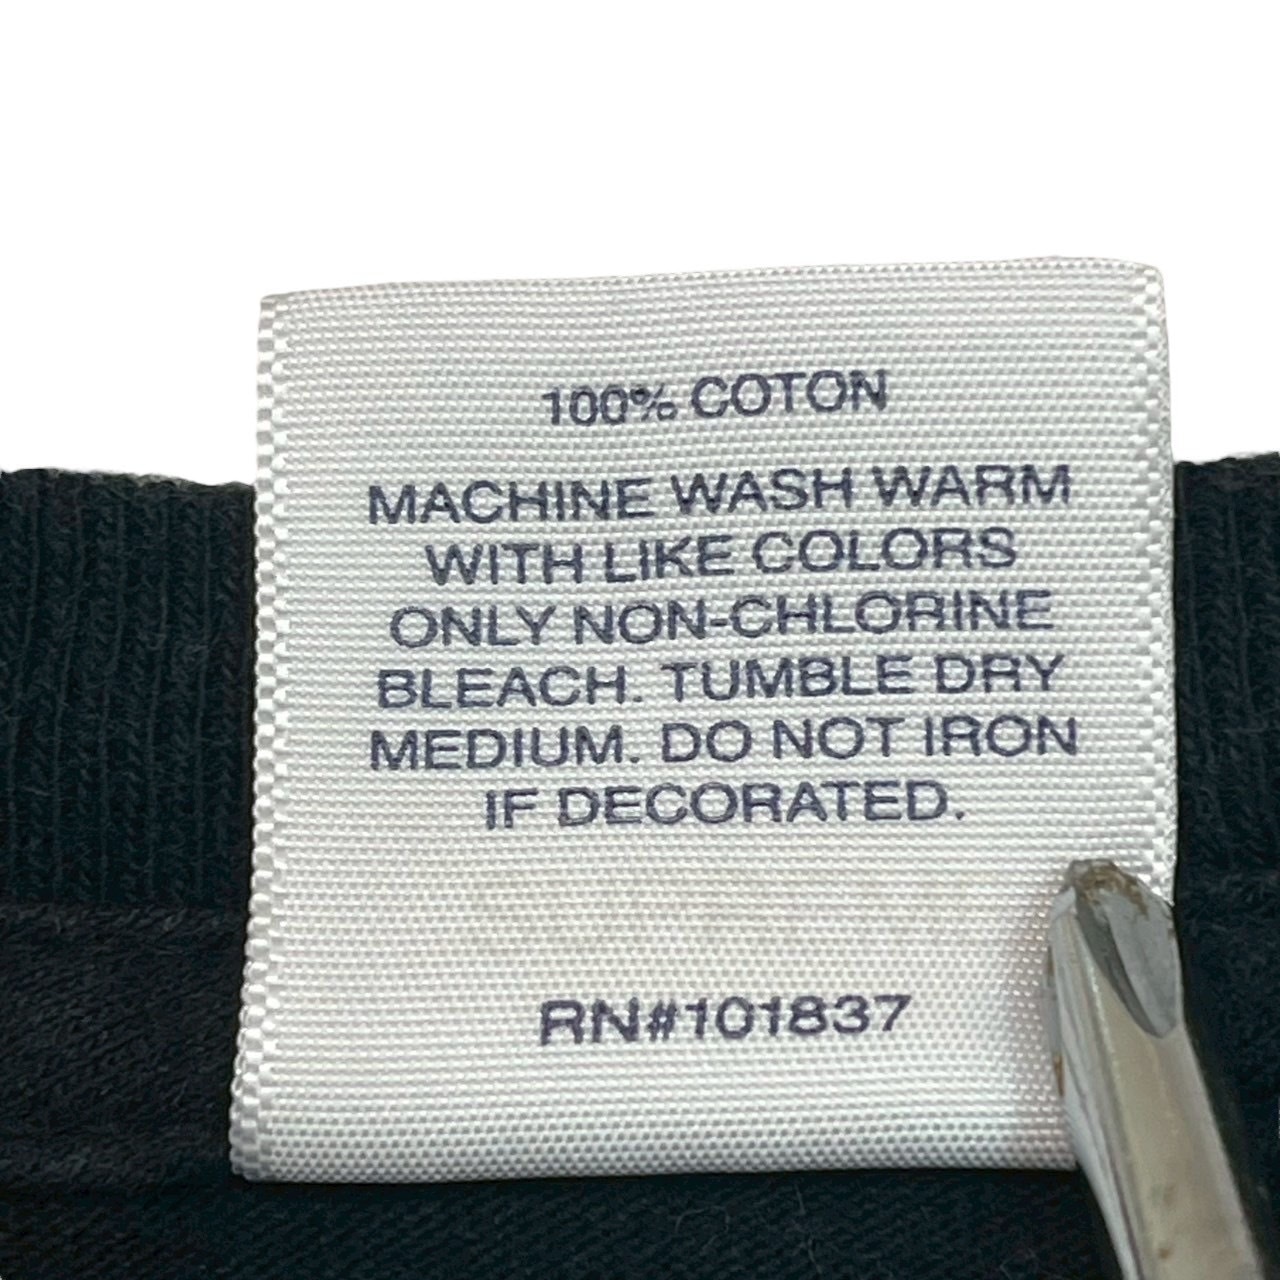 100% COTON
MACHINE WASH WARM
WITH LIKE COLORS
ONLY NON-CHLORINE
BLEACH. TUMBLE DRY
MEDIUM. DO NOT IRON
IF DECORATED.
RN#101837